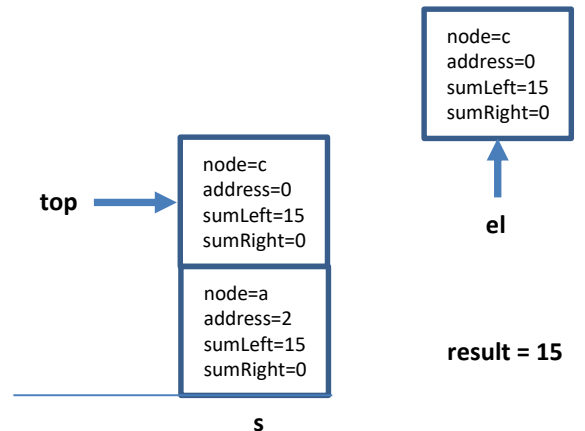 node=c
address=0
sumLeft=15
sumRight=0
el
top
node=c
address=0
sumLeft=15
sumRight=0
node=a
address=2
sumLeft=15
sumRight=0
result = 15
s